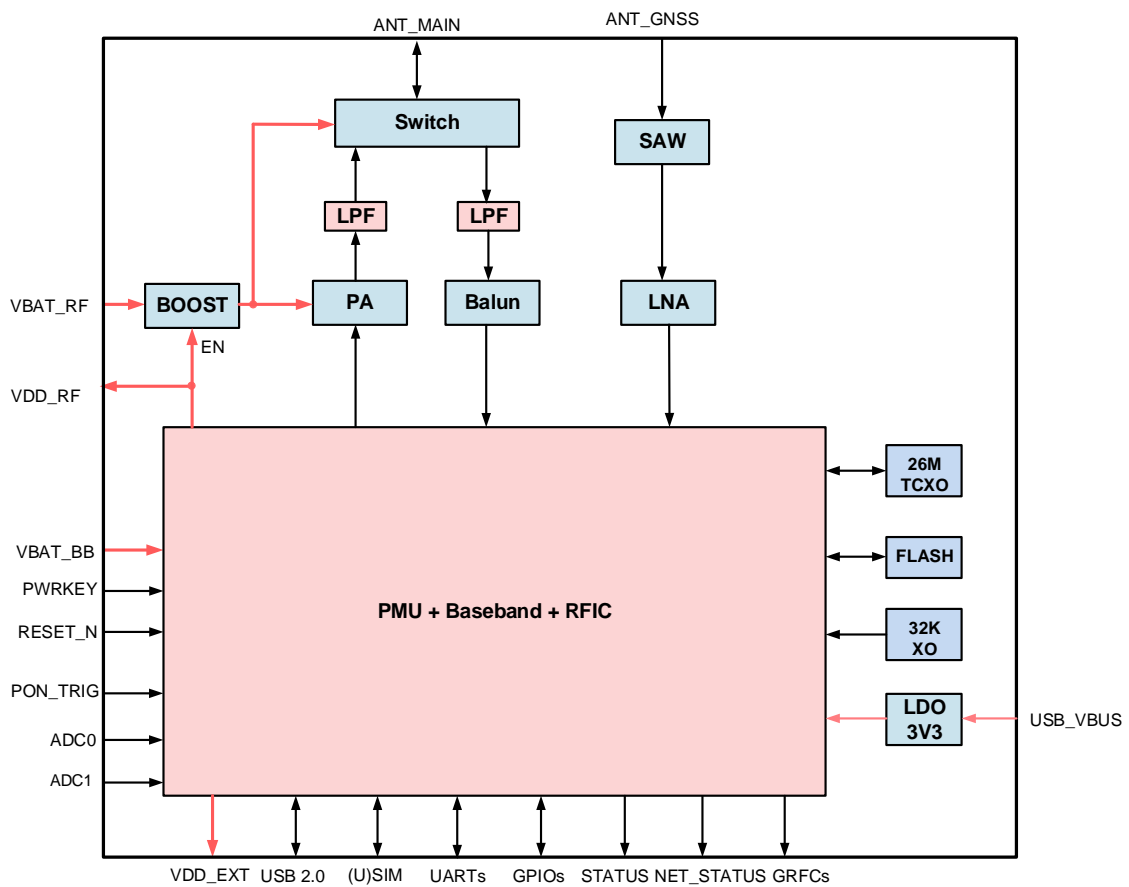 ANT_MAIN
ANT_GNSS
Switch
SAW
LPF
LPF
VBAT_RF
BOOST
PA
Balun
LNA
EN
VDD_RF
26M
TCXO
VBAT_BB
FLASH
PWRKEY
PMU + Baseband + RFIC
RESET_N
32K
XO
PON_TRIG
LDO
3V3
USB_VBUS
ADC0
ADC1
VDD_EXT
USB 2.0
(U)SIM
UARTs
GPIOs
STATUS
NET_STATUS
GRFCs